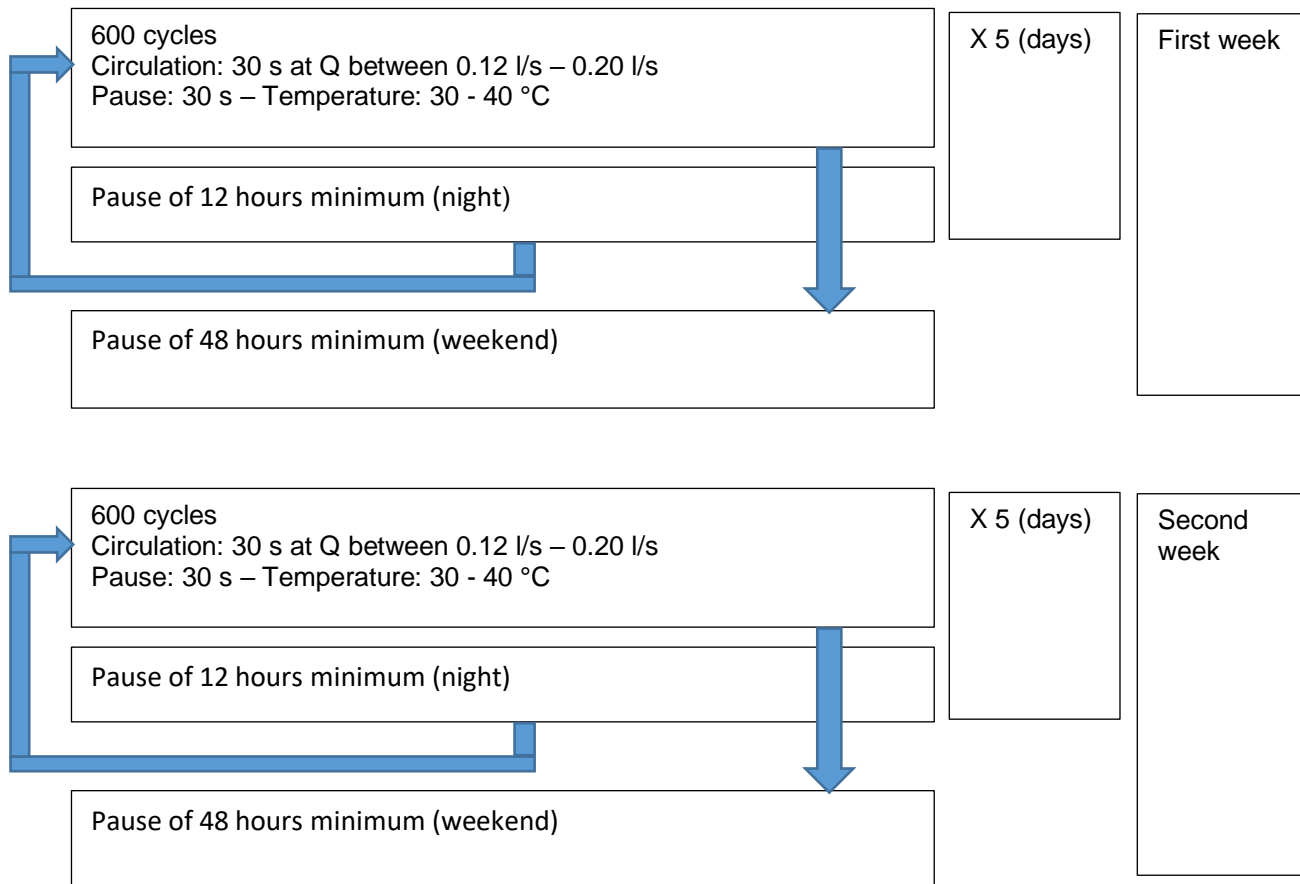 600 cycles
Circulation: 30 s at Q between 0.12 l/s – 0.20 l/s
Pause: 30 s – Temperature: 30 - 40 °C
X 5 (days)
First week
Pause of 12 hours minimum (night)
Pause of 48 hours minimum (weekend)
600 cycles
Circulation: 30 s at Q between 0.12 l/s – 0.20 l/s
Pause: 30 s – Temperature: 30 - 40 °C
X 5 (days)
Second
week
Pause of 12 hours minimum (night)
Pause of 48 hours minimum (weekend)